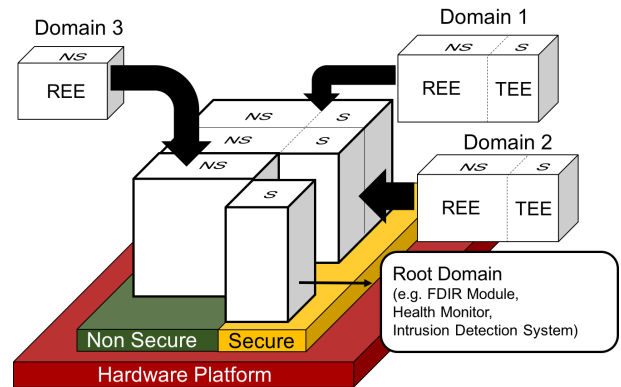 Domain 3
NS
REE
Domain 1
NS S
REE TEE
NS S
NS S
NS
S
Domain 2
NS S
REE TEE
Root Domain
(e.g. FDIR Module,
Health Monitor,
Intrusion Detection System)
Non Secure
Secure
Hardware Platform